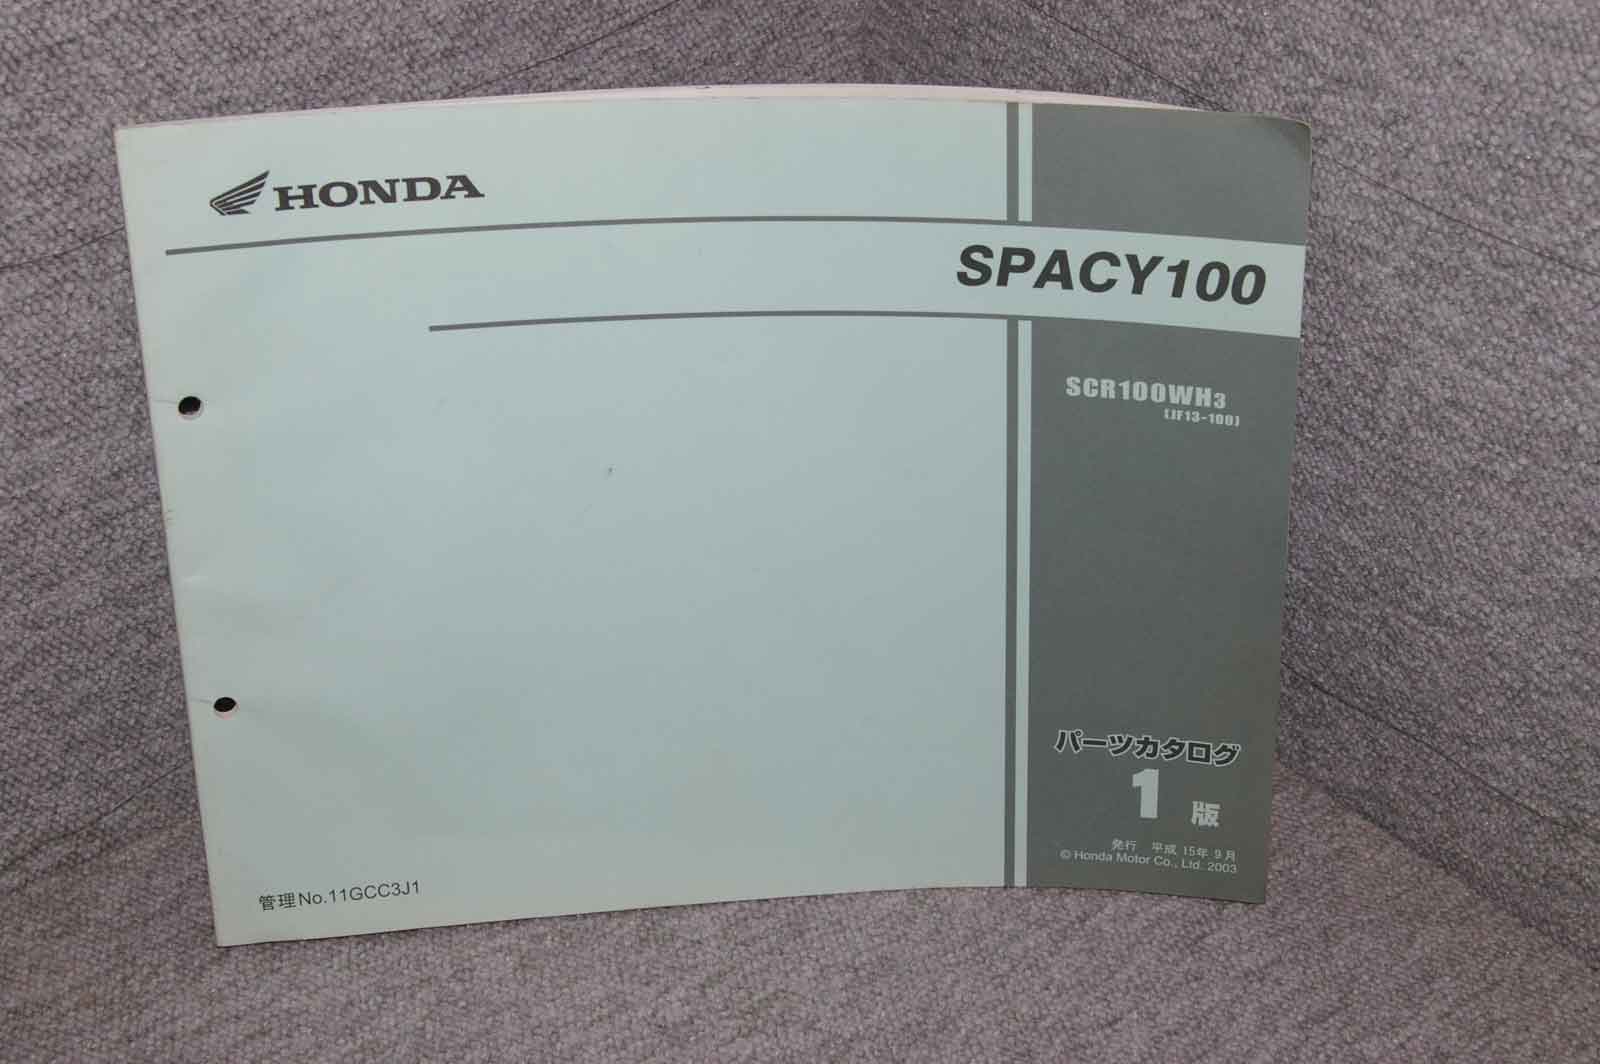 HONDA
SPACY100
SCR100WH3
(JF13-100)
パーツカタログ
1 版
発行 平成 15年 9月
© Honda Motor Co., Ltd. 2003
管理No.11GCC3J1